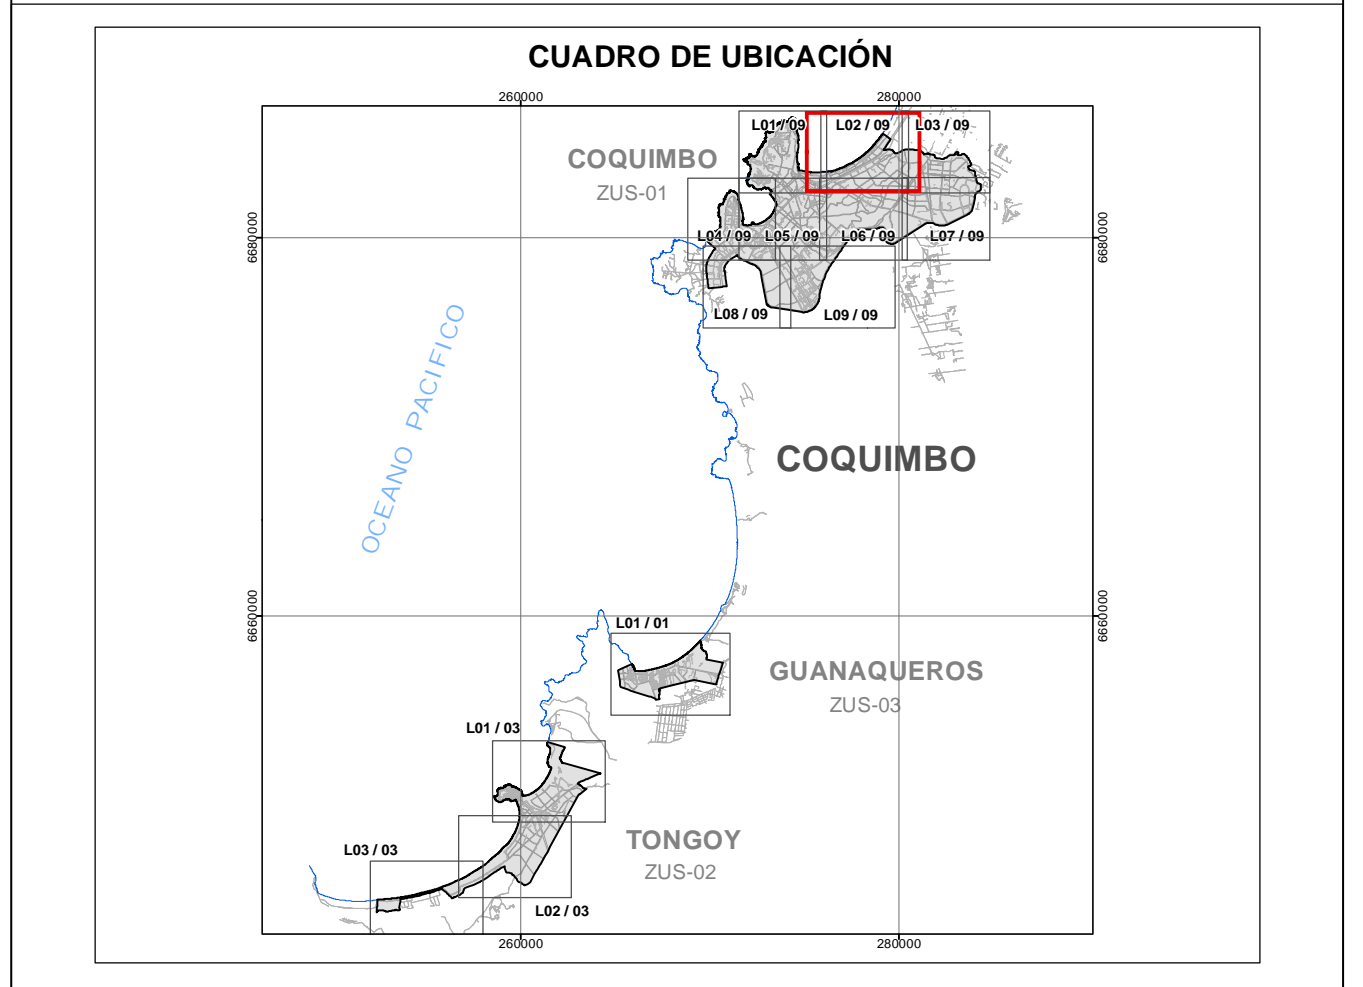 CUADRO DE UBICACIÓN
260000
280000
L01 / 09
L02 / 09
L03 / 09
COQUIMBO
ZUS-01
6680000
6680000
L04 / 09
L05 / 09
L06 / 09
L07 / 09
L08 / 09
L09 / 09
OCEANO PACIFICO
COQUIMBO
6660000
6660000
L01 / 01
GUANAQUEROS
ZUS-03
L01 / 03
TONGOY
ZUS-02
L03 / 03
L02 / 03
260000
280000